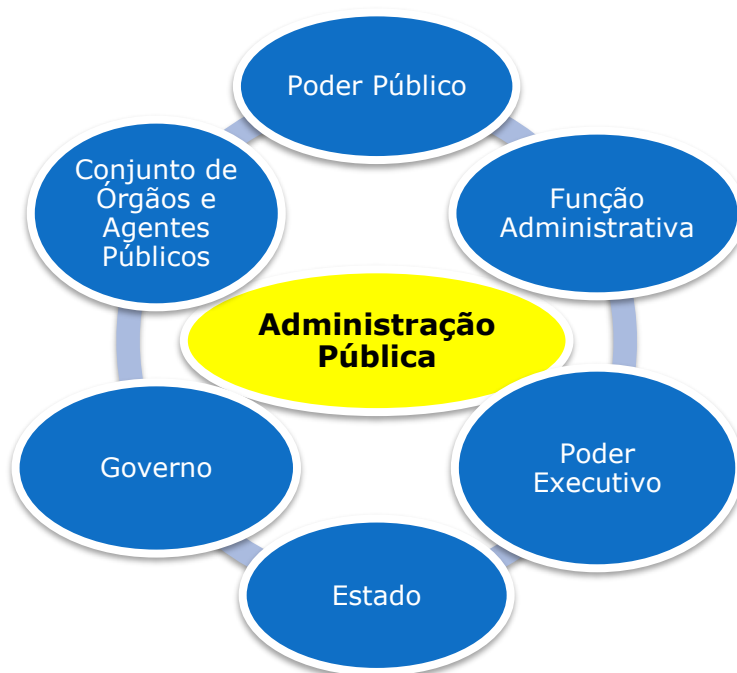 Poder Público
Função
Administrativa
Poder
Executivo
Estado
Governo
Conjunto de
Órgãos e
Agentes
Públicos
Administração
Pública